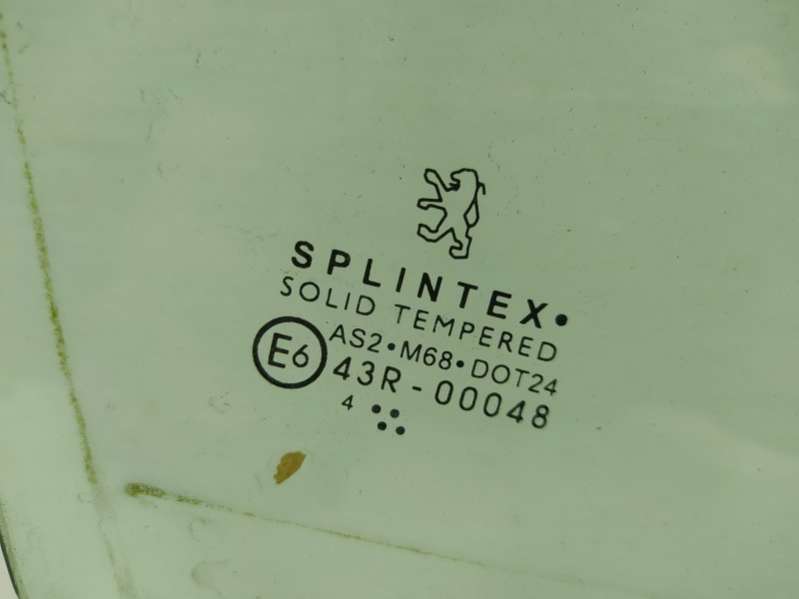 SPLINTEX•
SOLID TEMPERED
E6
AS2•M68•DOT24
43R-00048
4